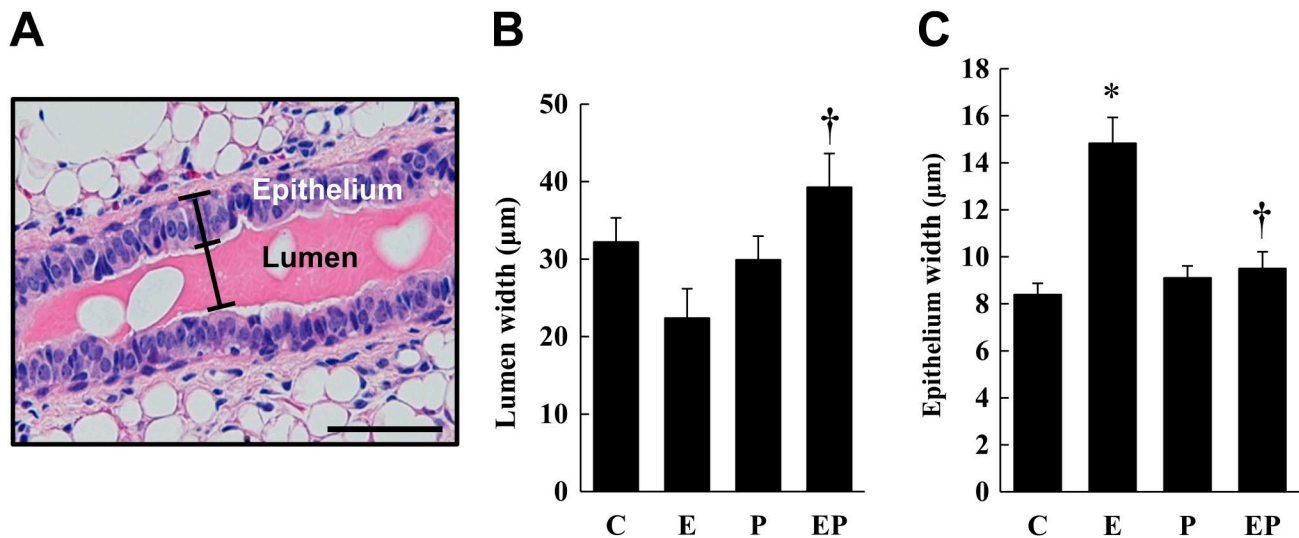 A
Epithelium
Lumen
B
Lumen width (µm)
50
40
30
20
10
0
†
C
E
P
EP
C
Epithelium width (µm)
18
16
14
12
10
8
6
4
2
0
*
†
C
E
P
EP